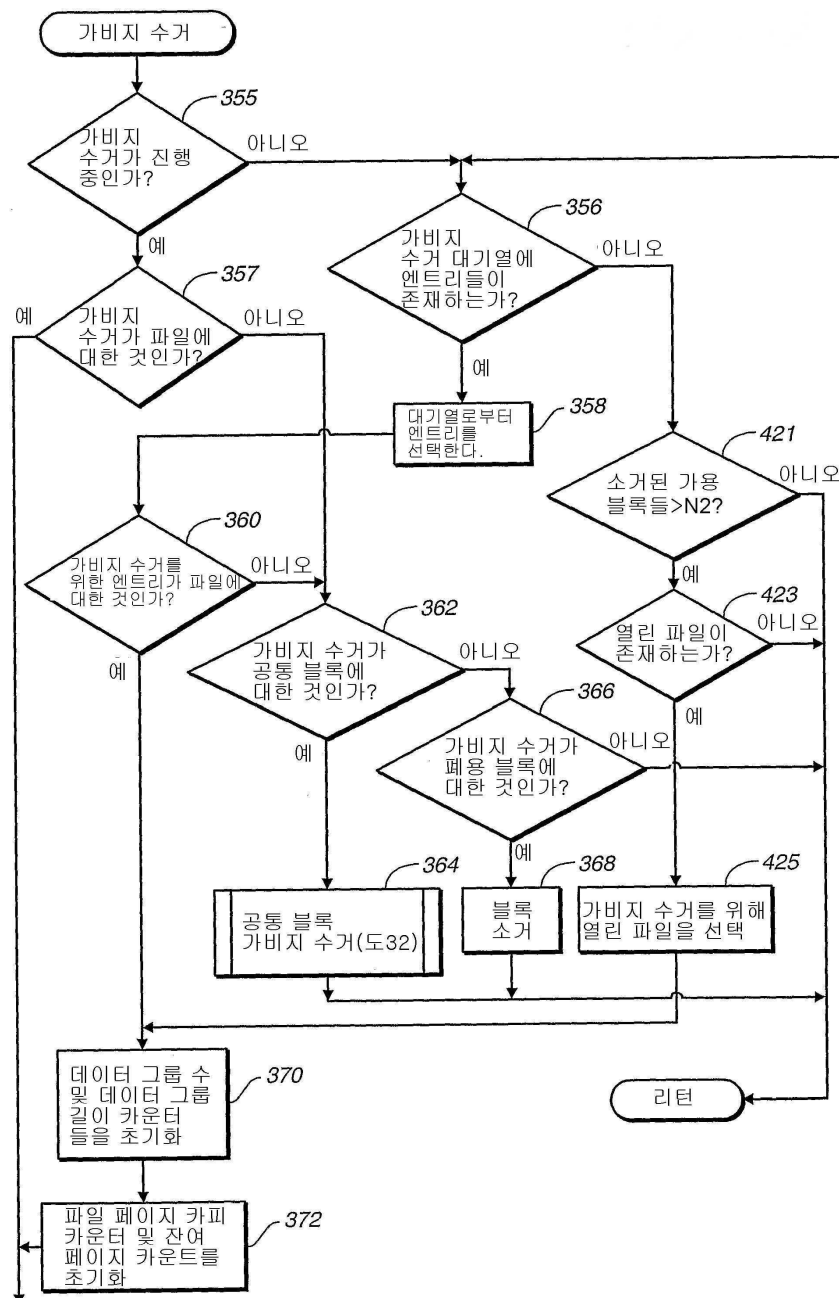 가비지 수거
355
가비지
수거가 진행
중인가?
아니오
예
356
가비지
수거 대기열에
엔트리들이
존재하는가?
아니오
예
357
가비지
수거가 파일에
대한 것인가?
예
아니오
358
대기열로부터
엔트리를
선택한다.
421
소거된 가용
블록들>N2?
아니오
예
360
가비지 수거를
위한 엔트리가 파일에
대한 것인가?
아니오
예
362
가비지 수거가
공통 블록에
대한 것인가?
아니오
예
423
열린 파일이
존재하는가?
아니오
예
366
가비지 수거가
폐용 블록에
대한 것인가?
아니오
예
364
공통 블록
가비지 수거(도32)
368
블록
소거
425
가비지 수거를 위해
열린 파일을 선택
370
데이터 그룹 수
및 데이터 그룹
길이 카운터
들을 초기화
리턴
372
파일 페이지 카피
카운터 및 잔여
페이지 카운트를
초기화